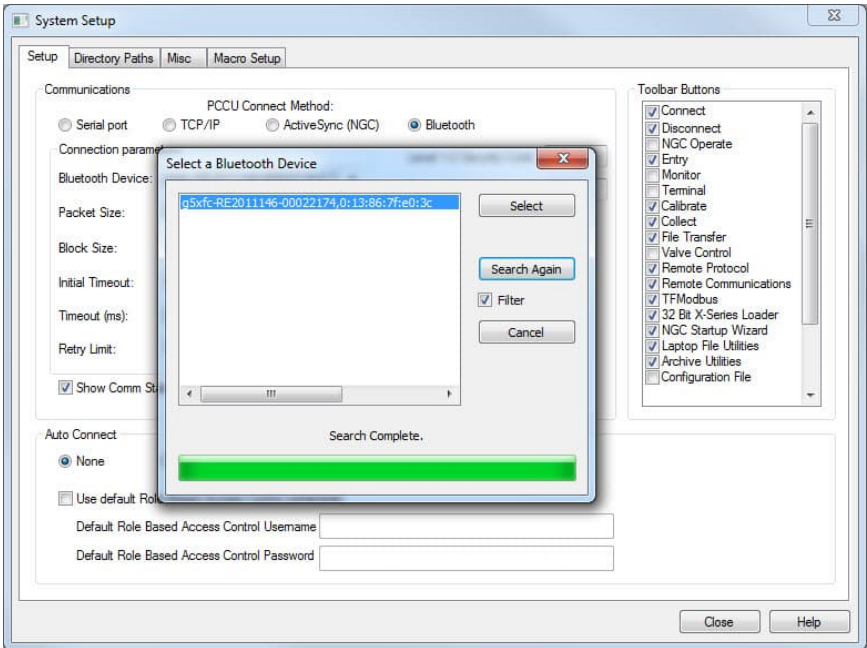 System Setup
Setup
Directory Paths
Misc
Macro Setup
Communications
PCCU Connect Method:
Serial port
TCP/IP
ActiveSync (NGC)
Bluetooth
Connection parame
Bluetooth Device:
Packet Size:
Block Size:
Initial Timeout:
Timeout (ms):
Retry Limit:
Show Comm Sta
Select a Bluetooth Device
g5xfc-RE2011146-00022174,0:13:86:7f:e0:3c
Select
Search Again
Filter
Cancel
Search Complete.
Toolbar Buttons
Connect
Disconnect
NGC Operate
Entry
Monitor
Terminal
Calibrate
Collect
File Transfer
Valve Control
Remote Protocol
Remote Communications
TFModbus
32 Bit X-Series Loader
NGC Startup Wizard
Laptop File Utilities
Archive Utilities
Configuration File
Auto Connect
None
Use default Rol
Default Role Based Access Control Username
Default Role Based Access Control Password
Close
Help